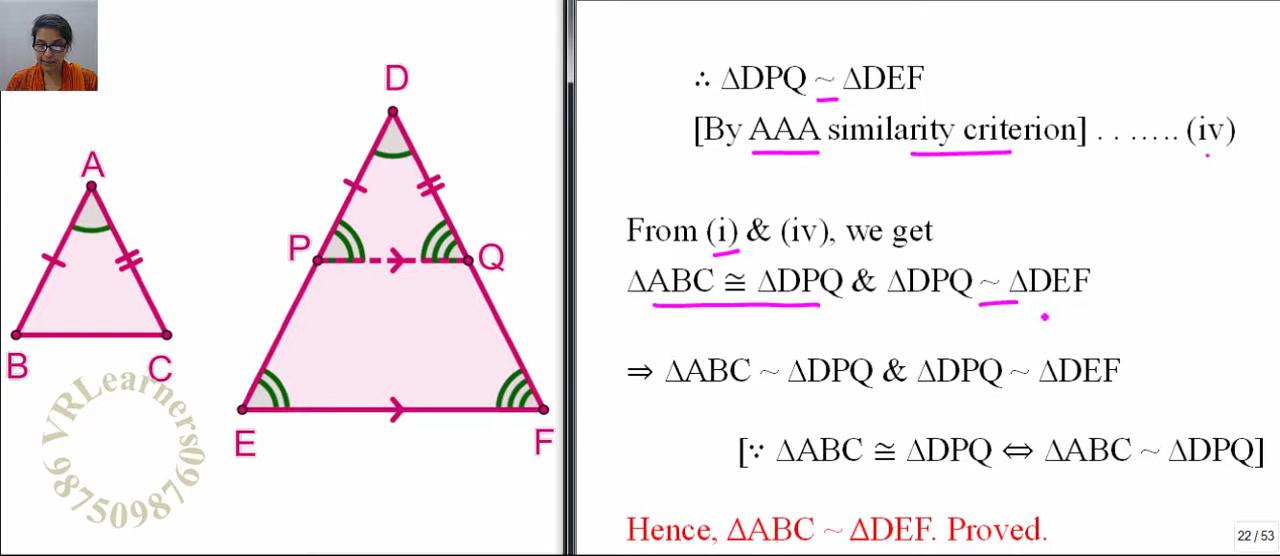 D
A
P
Q
B
C
E
F
VRLearners
9875098760
∴ ΔDPQ ~ ΔDEF
[By AAA similarity criterion] . . ....... (iv)
From (i) & (iv), we get
ΔABC ≅ ΔDPQ & ΔDPQ ~ ΔDEF
⇒ ΔABC ~ ΔDPQ & ΔDPQ ~ ΔDEF
[∵ ΔABC ≅ ΔDPQ ⇔ ΔABC ~ ΔDPQ]
Hence, ΔABC ~ ΔDEF. Proved.
22 / 53